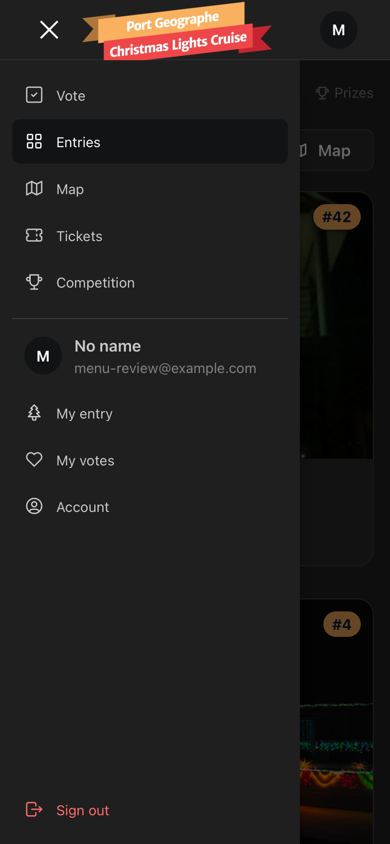 Port Geographe
Christmas Lights Cruise
M
Vote
Prizes
Entries
Map
Map
#42
Tickets
Competition
M
No name
menu-review@example.com
My entry
My votes
Account
#4
Sign out